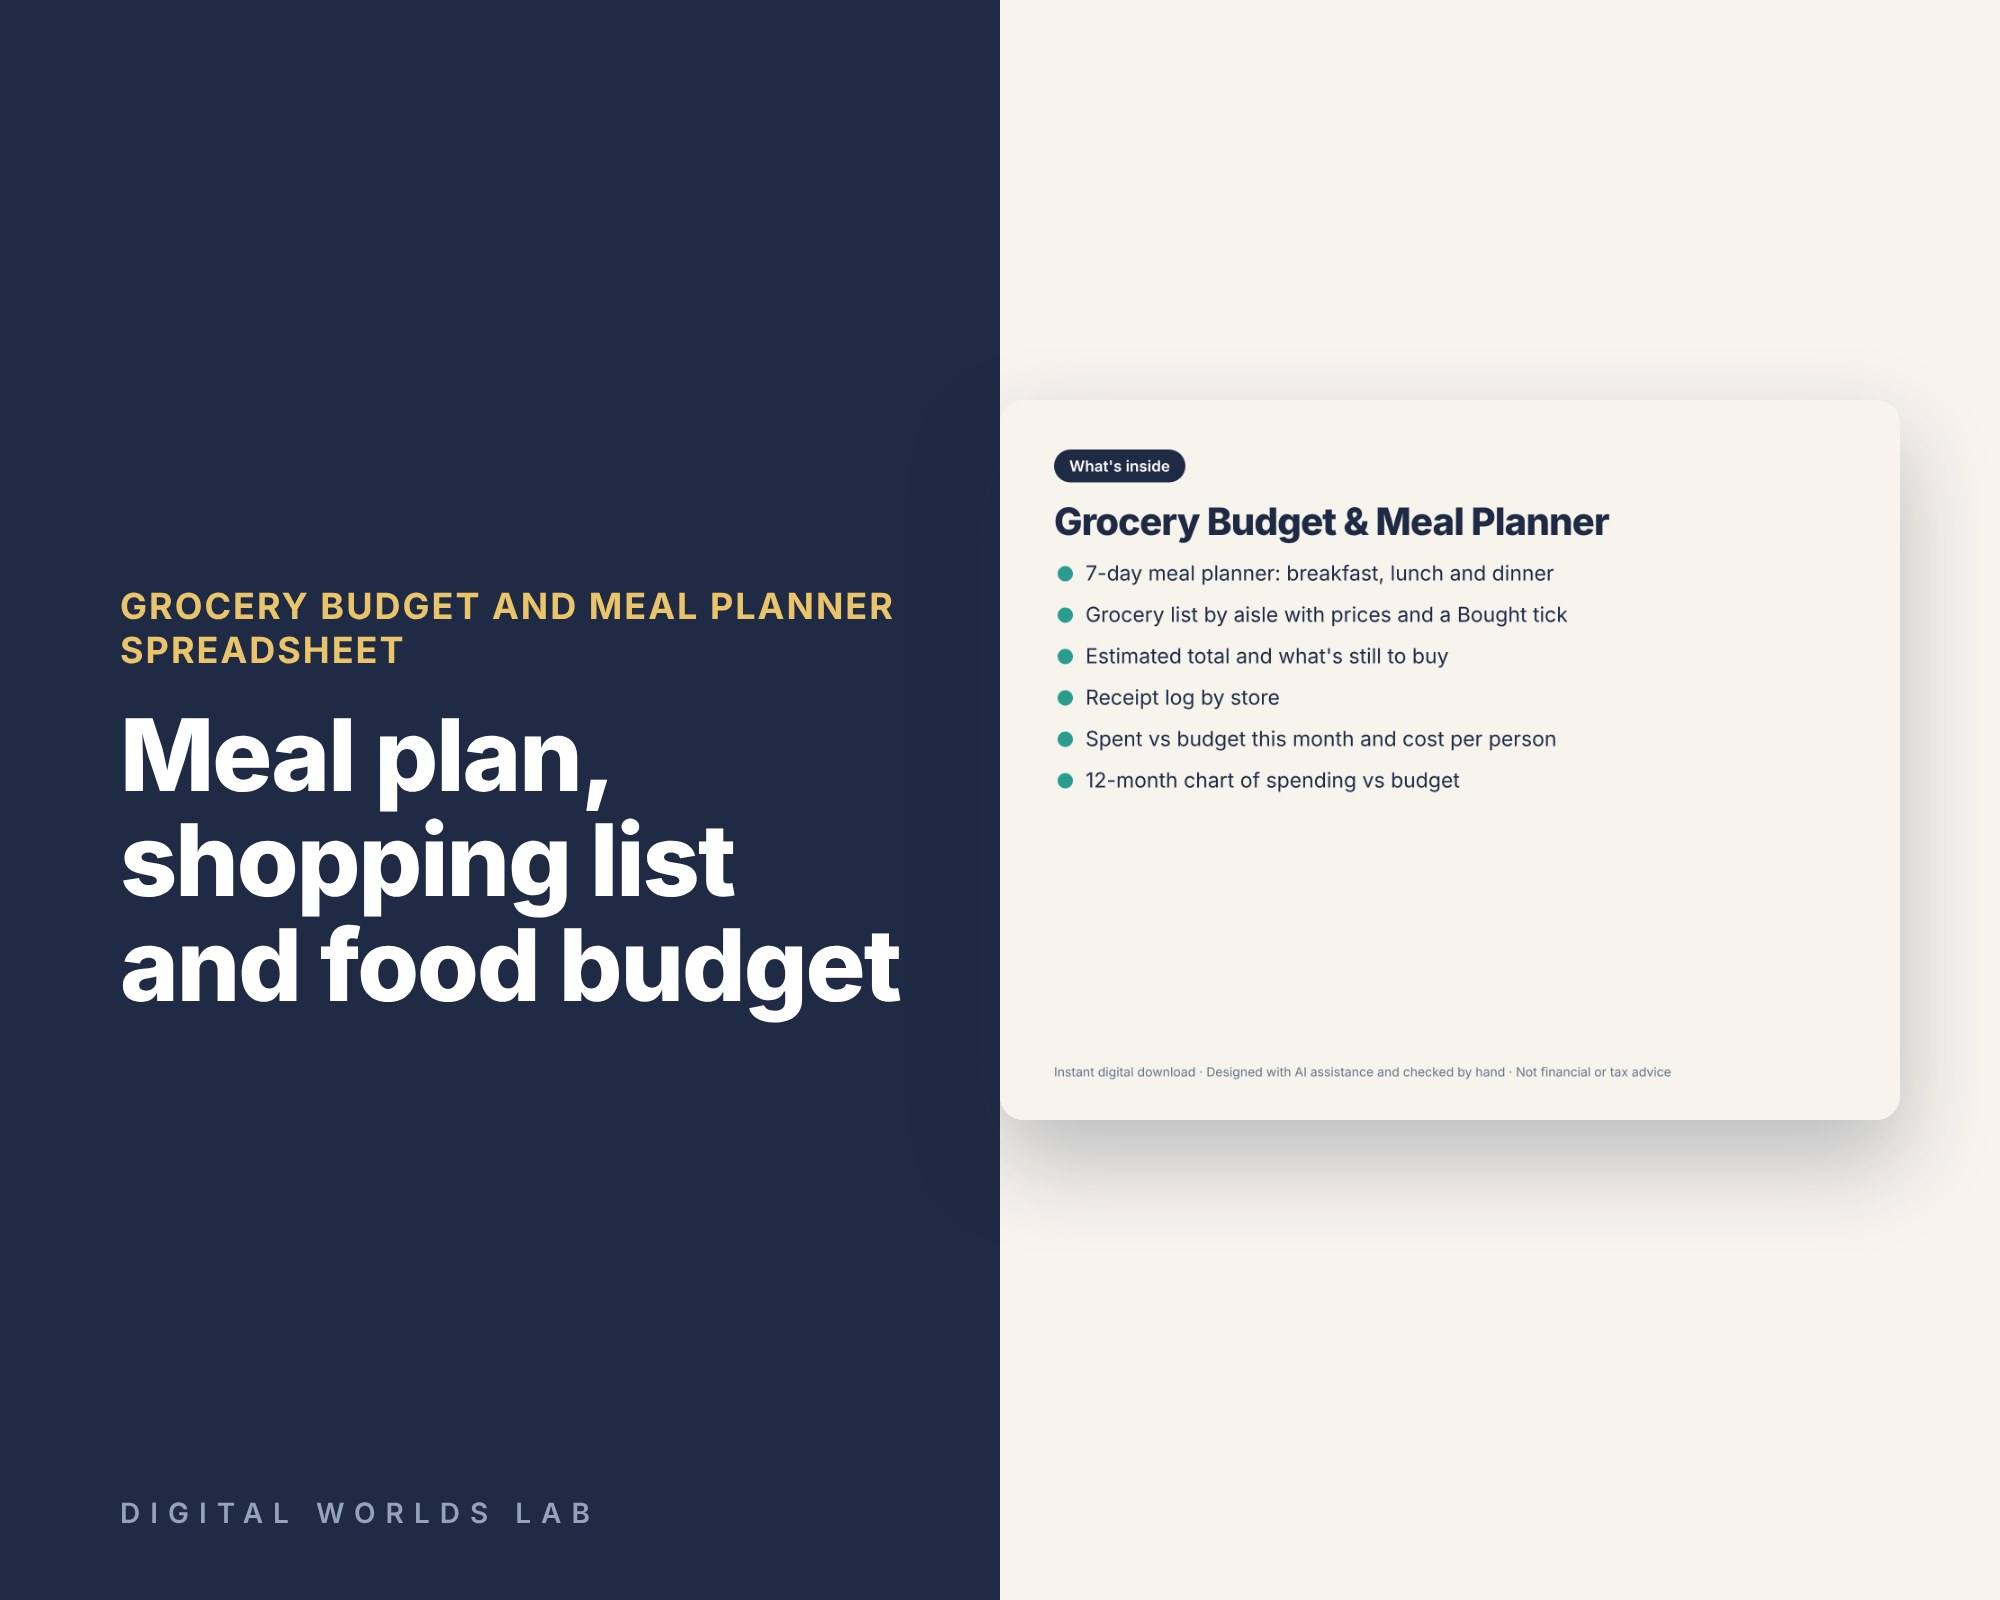 GROCERY BUDGET AND MEAL PLANNER
SPREADSHEET
Meal plan,
shopping list
and food budget
DIGITAL WORLDS LAB
What's inside
Grocery Budget & Meal Planner
7-day meal planner: breakfast, lunch and dinner
Grocery list by aisle with prices and a Bought tick
Estimated total and what's still to buy
Receipt log by store
Spent vs budget this month and cost per person
12-month chart of spending vs budget
Instant digital download · Designed with AI assistance and checked by hand · Not financial or tax advice